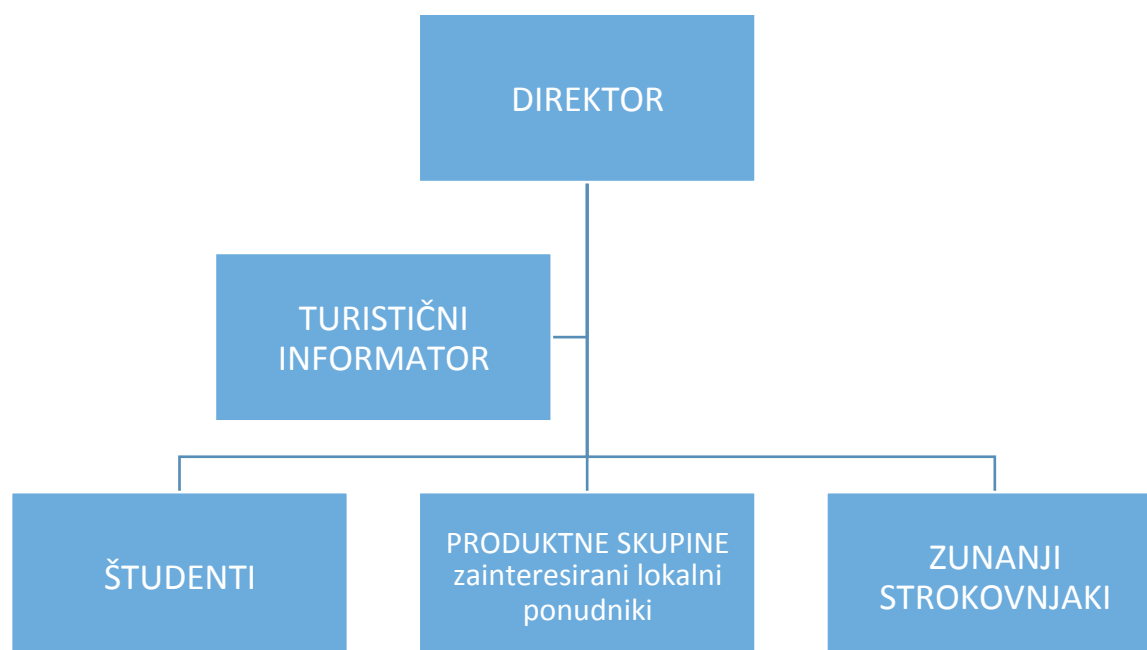 DIREKTOR
TURISTIČNI
INFORMATOR
ŠTUDENTI
PRODUKTNE SKUPINE
zainteresirani lokalni
ponudniki
ZUNANJI
STROKOVNJAKI